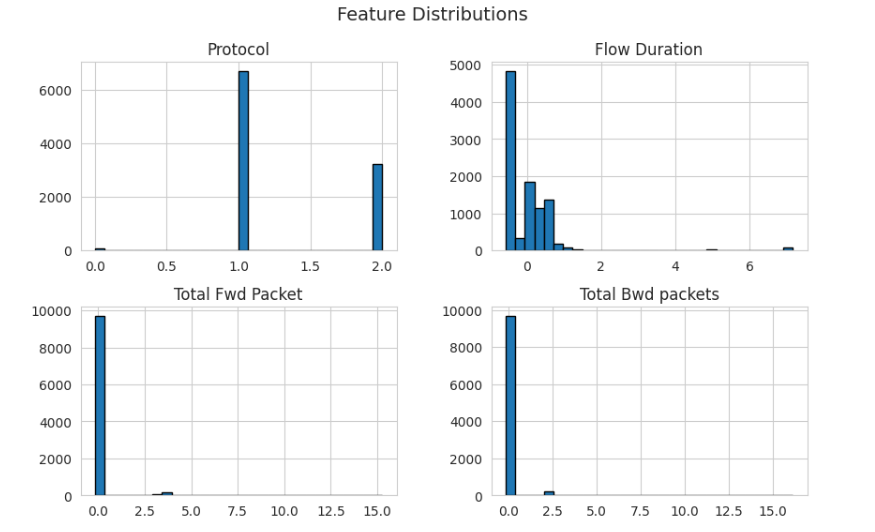 Feature Distributions
Protocol
6000
4000
2000
0
0.0 0.5 1.0 1.5 2.0
Flow Duration
5000
4000
3000
2000
1000
0
0 2 4 6
Total Fwd Packet
10000
8000
6000
4000
2000
0
0.0 2.5 5.0 7.5 10.0 12.5 15.0
Total Bwd packets
10000
8000
6000
4000
2000
0
0.0 2.5 5.0 7.5 10.0 12.5 15.0